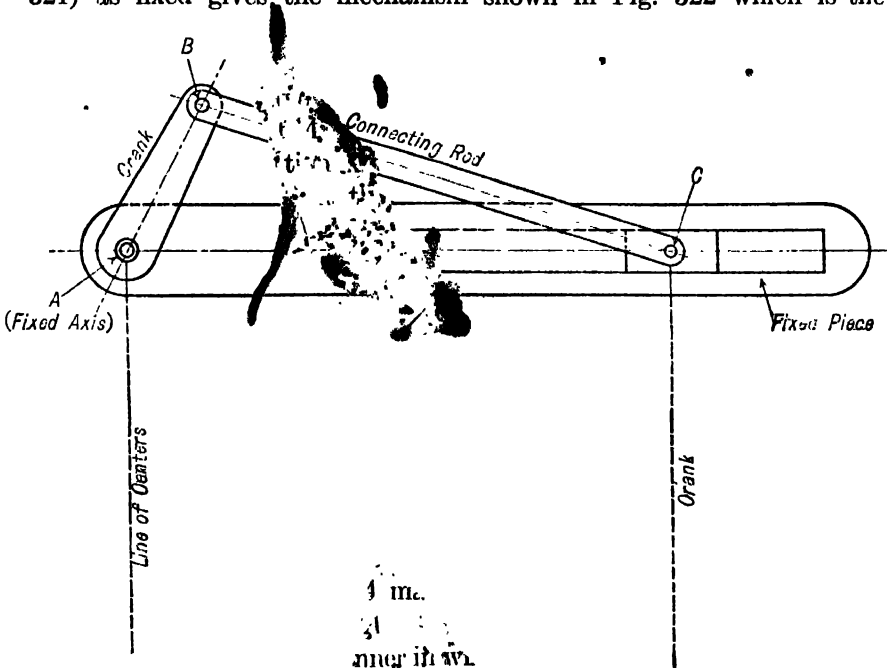 321) as fixed gives the mechanism shown in Fig. 322 which is the
B
Crank
Connecting Rod
C
A
(Fixed Axis)
Fixed Piece
Line of Centers
Crank